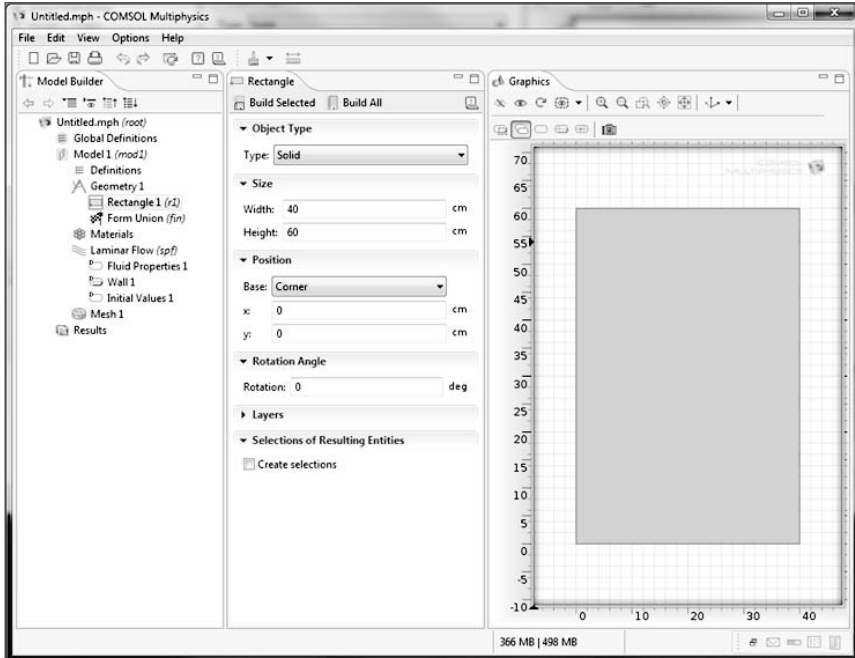 Untitled.mph - COMSOL Multiphysics
File Edit View Options Help
Model Builder
Untitled.mph (root)
Global Definitions
Model 1 (mod1)
Definitions
Geometry 1
Rectangle 1 (r1)
Form Union (fin)
Materials
Laminar Flow (spf)
Fluid Properties 1
Wall 1
Initial Values 1
Mesh 1
Results
Rectangle
Build Selected Build All
Object Type
Type: Solid
Size
Width: 40 cm
Height: 60 cm
Position
Base: Corner
x: 0 cm
y: 0 cm
Rotation Angle
Rotation: 0 deg
Layers
Selections of Resulting Entities
Create selections
Graphics
COMSOL
MULTIPHYSICS
70
65
60
55
50
45
40
35
30
25
20
15
10
5
0
-5
-10
0 10 20 30 40
366 MB | 498 MB